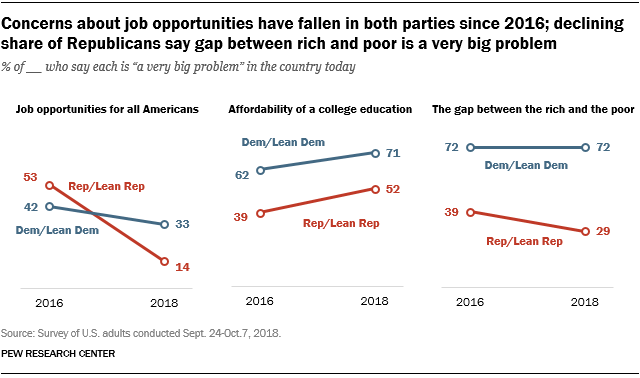 Concerns about job opportunities have fallen in both parties since 2016; declining
share of Republicans say gap between rich and poor is a very big problem
% of __ who say each is “a very big problem” in the country today
Job opportunities for all Americans
53
Rep/Lean Rep
42
Dem/Lean Dem
33
14
2016 2018
Affordability of a college education
Dem/Lean Dem
71
62
52
39
Rep/Lean Rep
2016 2018
The gap between the rich and the poor
72 72
Dem/Lean Dem
39
29
Rep/Lean Rep
2016 2018
Source: Survey of U.S. adults conducted Sept. 24-Oct.7, 2018.
PEW RESEARCH CENTER